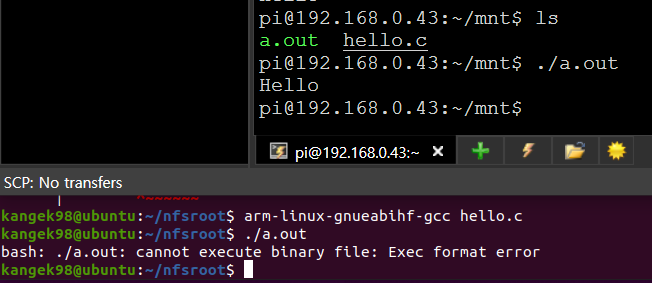 pi@192.168.0.43:~/mnt$ ls
a.out  hello.c
pi@192.168.0.43:~/mnt$ ./a.out
Hello
pi@192.168.0.43:~/mnt$
pi@192.168.0.43:~
SCP: No transfers
kangek98@ubuntu:~/nfsroot$ arm-linux-gnueabihf-gcc hello.c
kangek98@ubuntu:~/nfsroot$ ./a.out
bash: ./a.out: cannot execute binary file: Exec format error
kangek98@ubuntu:~/nfsroot$